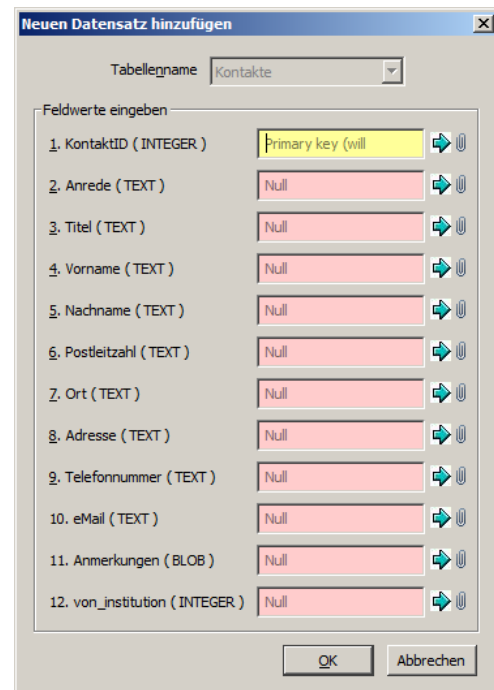 Neuen Datensatz hinzufügen
Tabellenname Kontakte
Feldwerte eingeben
1. KontaktID ( INTEGER ) Primary key (will
2. Anrede ( TEXT ) Null
3. Titel ( TEXT ) Null
4. Vorname ( TEXT ) Null
5. Nachname ( TEXT ) Null
6. Postleitzahl ( TEXT ) Null
7. Ort ( TEXT ) Null
8. Adresse ( TEXT ) Null
9. Telefonnummer ( TEXT ) Null
10. eMail ( TEXT ) Null
11. Anmerkungen ( BLOB ) Null
12. von_institution ( INTEGER ) Null
OK Abbrechen